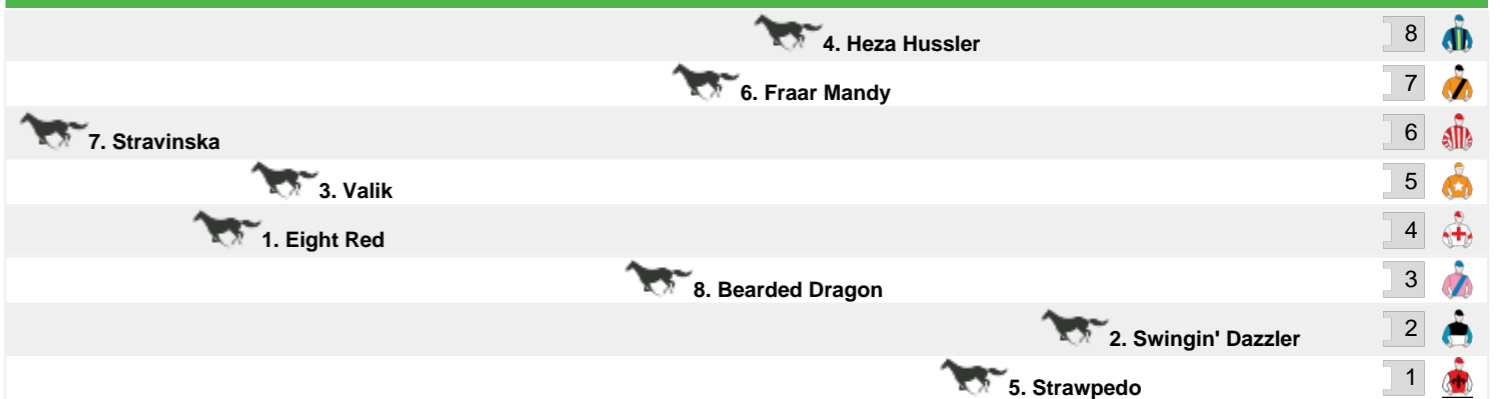 4. Heza Hussler 8
6. Fraar Mandy 7
7. Stravinska 6
3. Valik 5
1. Eight Red 4
8. Bearded Dragon 3
2. Swingin' Dazzler 2
5. Strawpedo 1